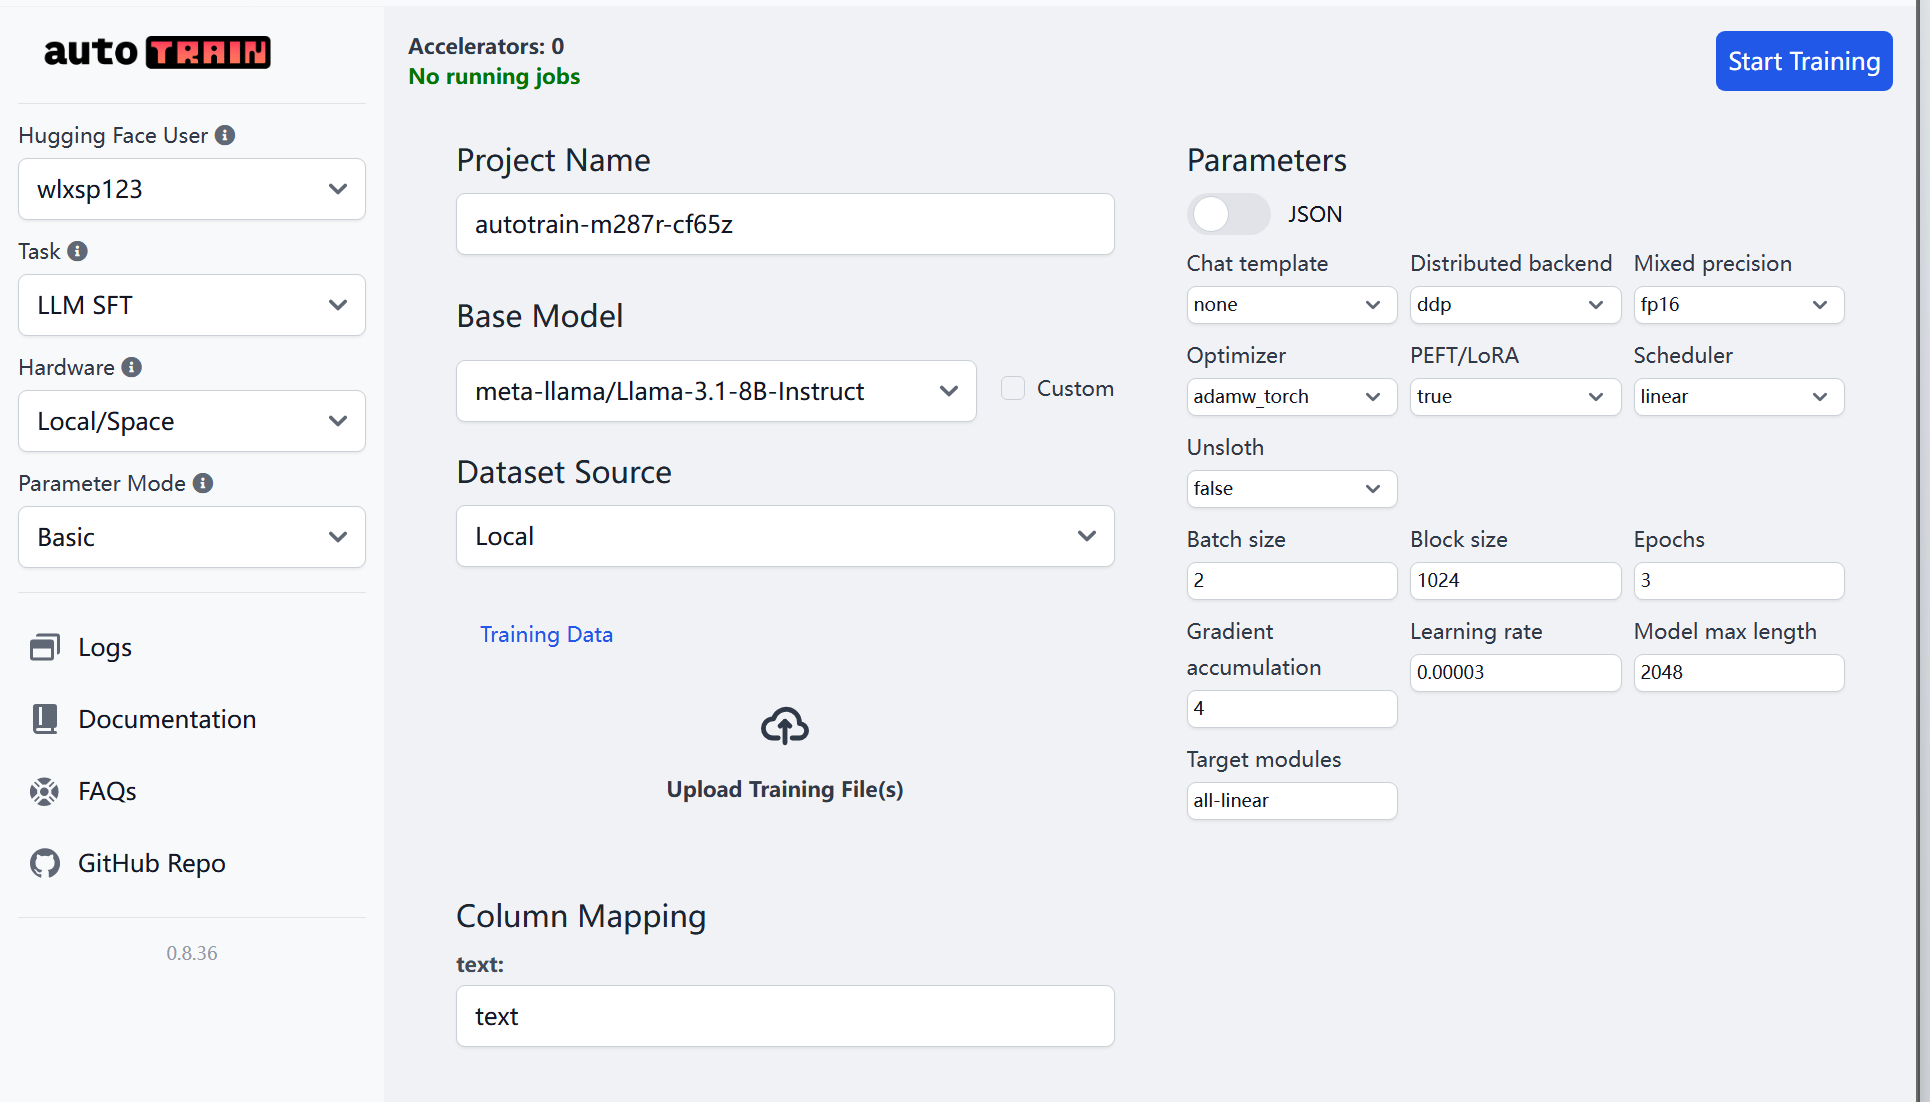 auto TRAIN
Hugging Face User
wlxsp123
Task
LLM SFT
Hardware
Local/Space
Parameter Mode
Basic
Logs
Documentation
FAQs
GitHub Repo
0.8.36
Accelerators: 0
No running jobs
Start Training
Project Name
autotrain-m287r-cf65z
Base Model
meta-llama/Llama-3.1-8B-Instruct
Custom
Dataset Source
Local
Training Data
Upload Training File(s)
Column Mapping
text:
text
Parameters
JSON
Chat template
none
Distributed backend
ddp
Mixed precision
fp16
Optimizer
adamw_torch
PEFT/LoRA
true
Scheduler
linear
Unsloth
false
Batch size
2
Block size
1024
Epochs
3
Gradient
accumulation
4
Learning rate
0.00003
Model max length
2048
Target modules
all-linear